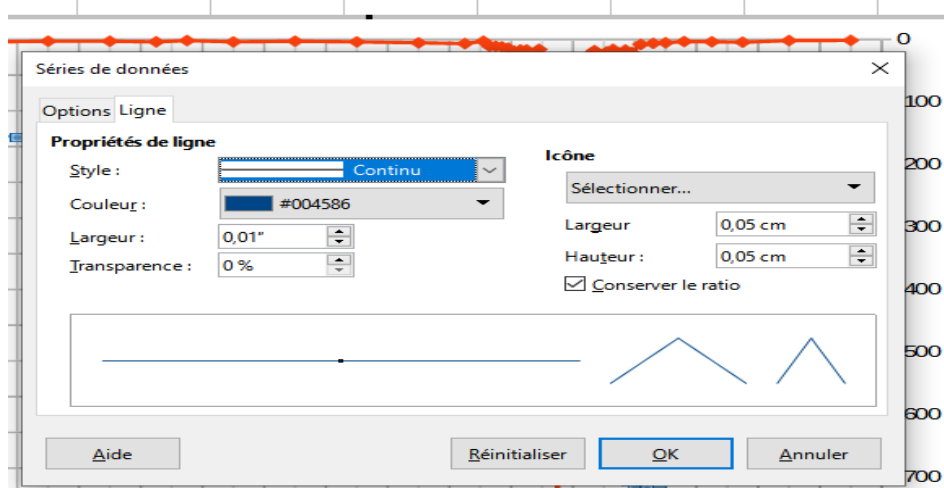 0
Séries de données
Options Ligne
100
Propriétés de ligne
Icône
Style : Continu
200
Sélectionner...
Couleur : #004586
Largeur : 0,01″
Largeur 0,05 cm
300
Transparence : 0 %
Hauteur : 0,05 cm
Conserver le ratio
400
500
600
Aide Réinitialiser OK Annuler
700